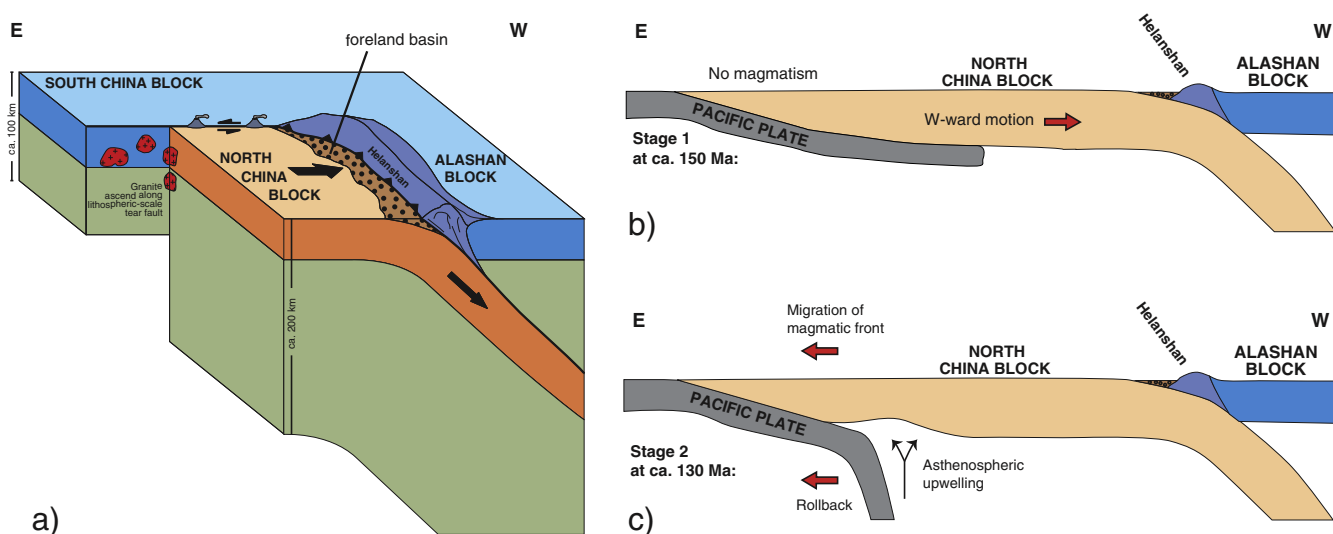 E
W
foreland basin
SOUTH CHINA BLOCK
ca. 100 km
NORTH
CHINA
BLOCK
Helanshan
ALASHAN
BLOCK
Granite
ascend along
lithospheric-scale
tear fault
ca. 200 km
a)
E
W
Helanshan
No magmatism
NORTH
CHINA BLOCK
ALASHAN
BLOCK
PACIFIC PLATE
W-ward motion
Stage 1
at ca. 150 Ma:
b)
E
W
Migration of
magmatic front
Helanshan
NORTH
CHINA BLOCK
ALASHAN
BLOCK
PACIFIC PLATE
Stage 2
at ca. 130 Ma:
Asthenospheric
upwelling
Rollback
c)